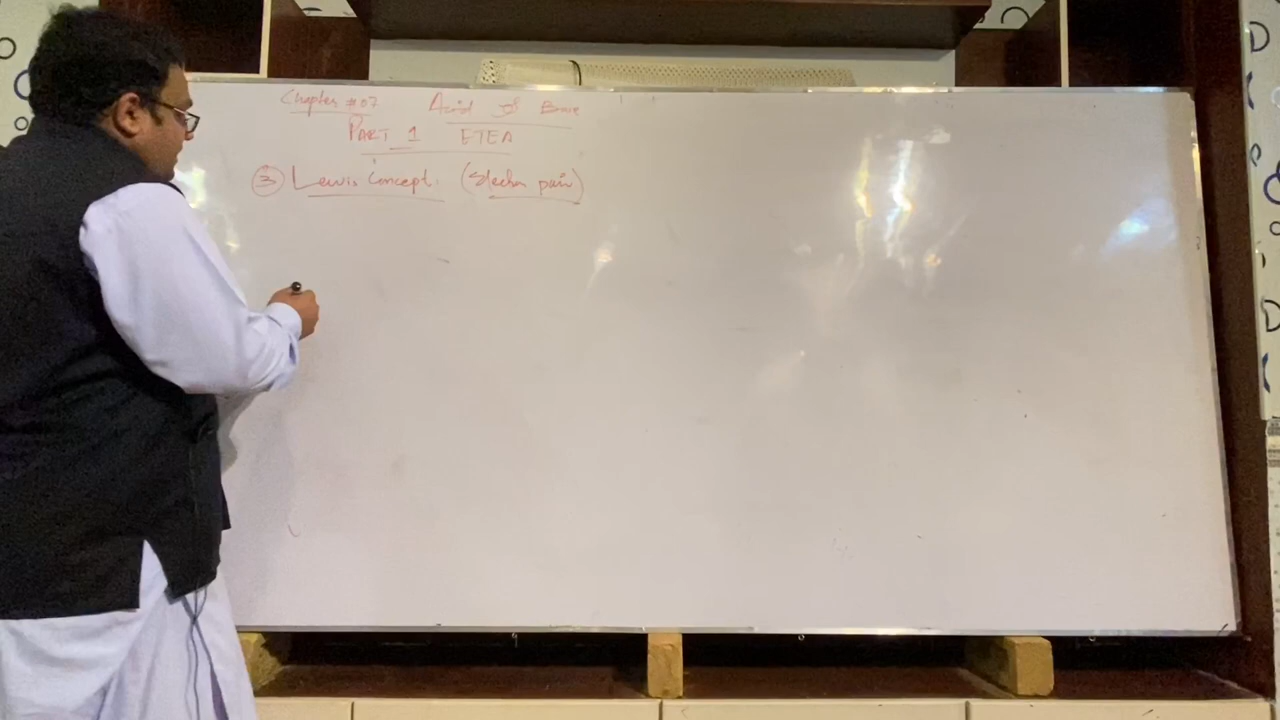 Chapter #07 Acid & Base
PART 1 ETEA
③ Lewis Concept. (Electron pair)